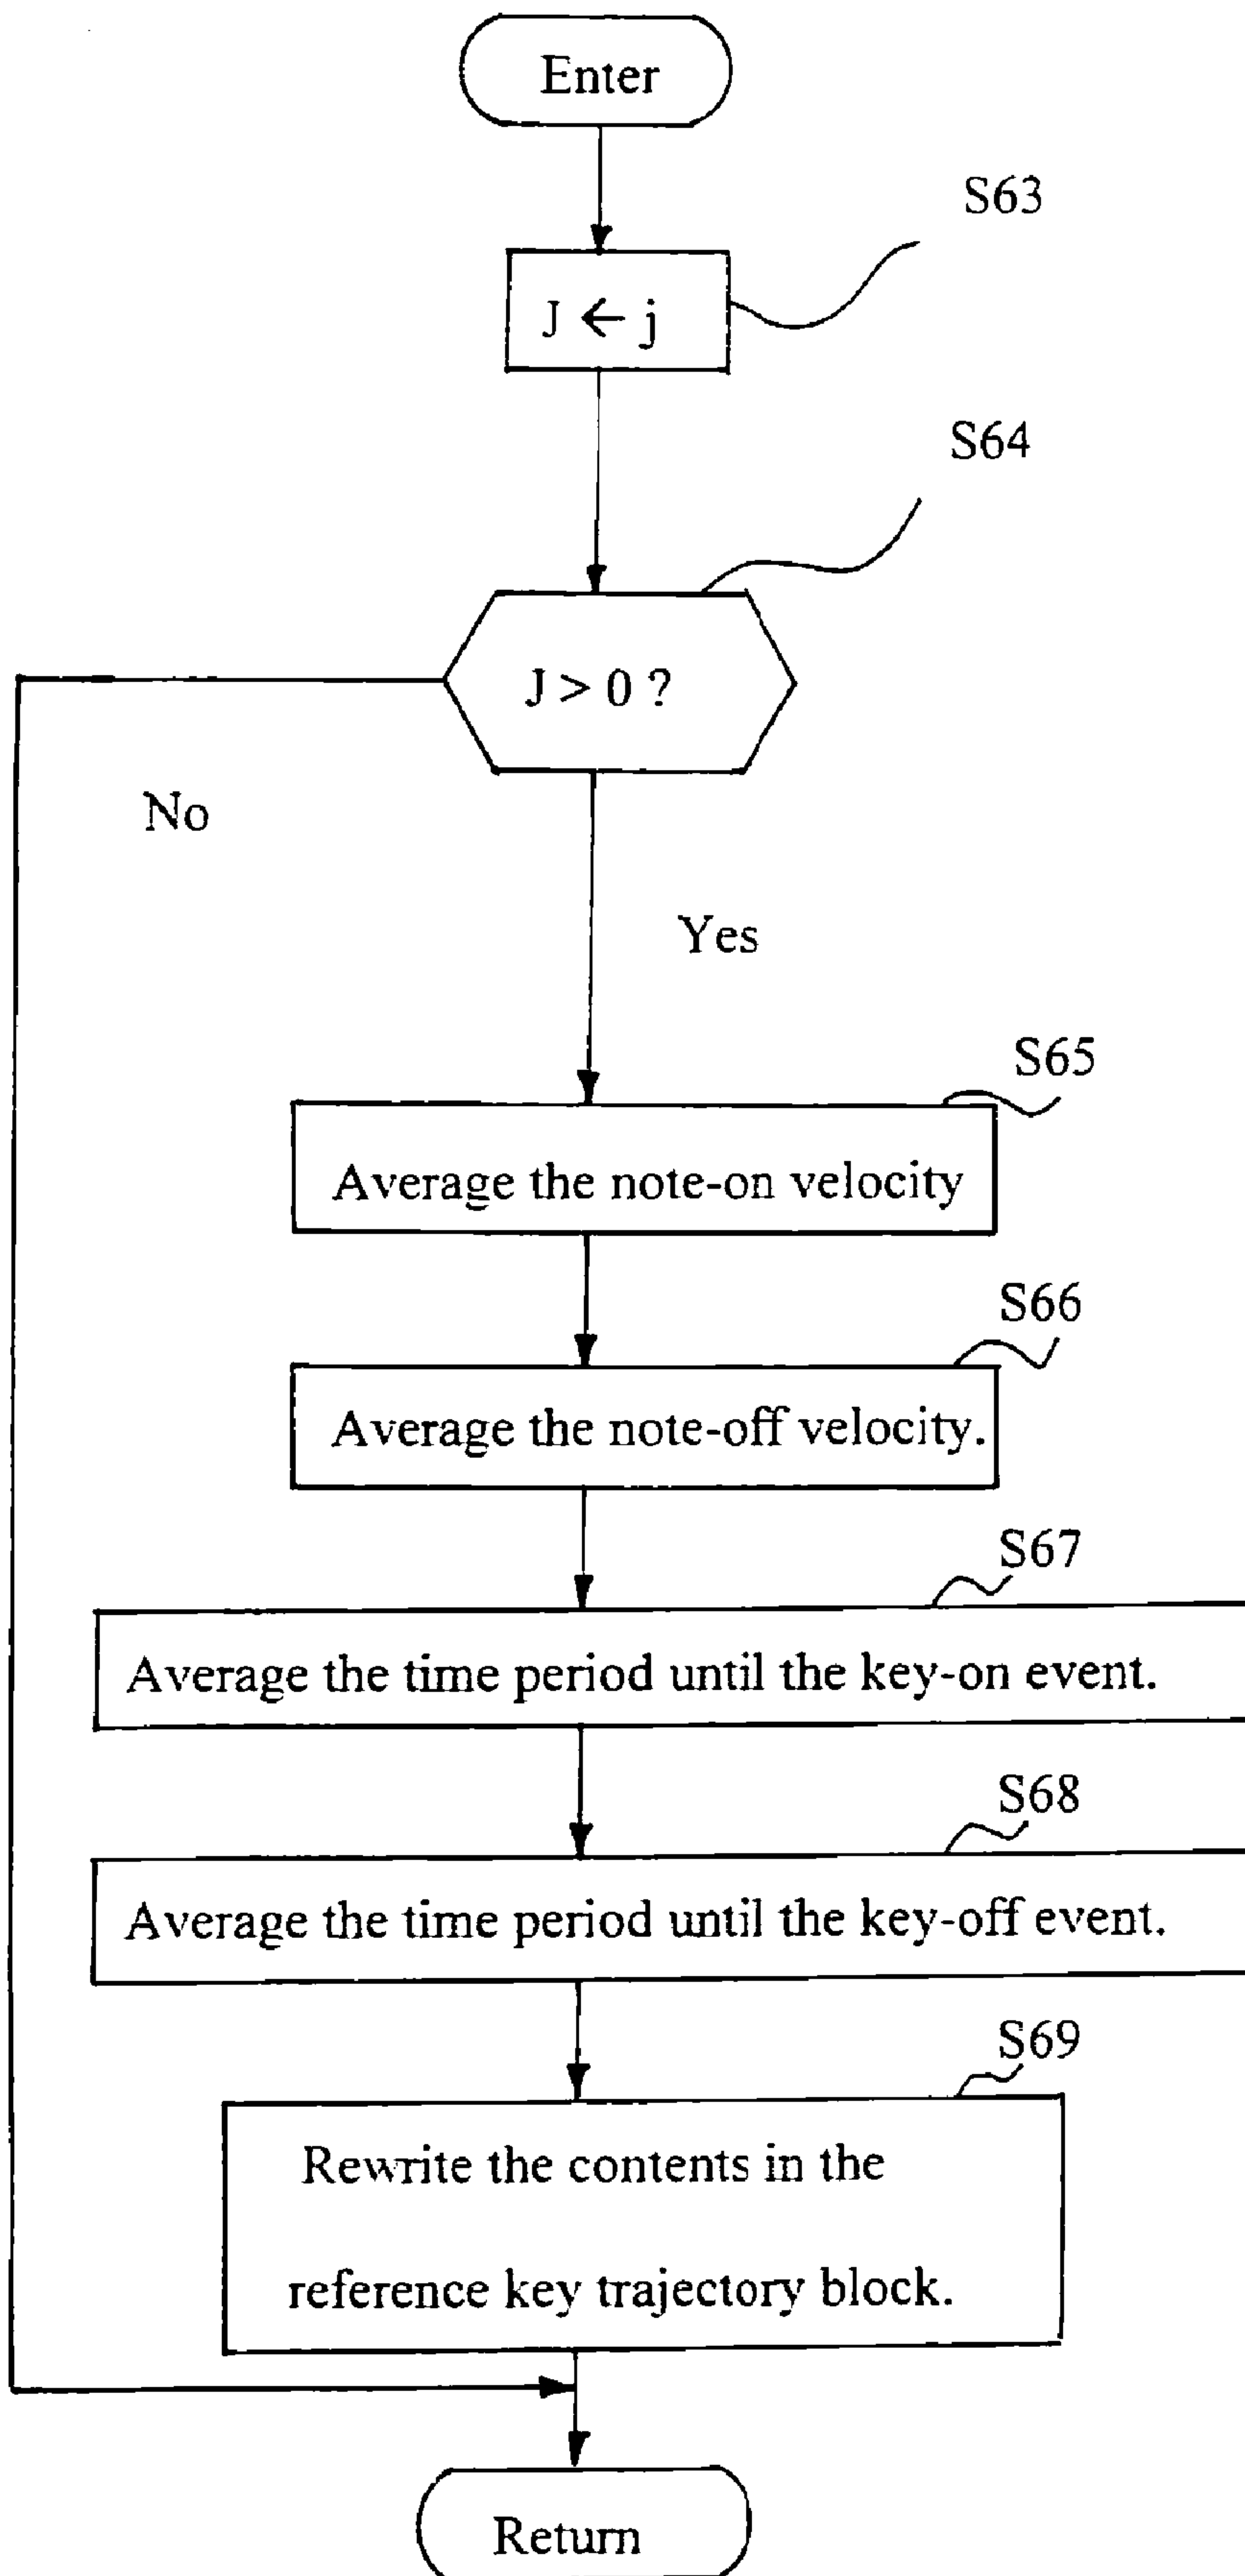 Enter
S63
J ← j
S64
J > 0 ?
No
Yes
S65
Average the note-on velocity
S66
Average the note-off velocity.
S67
Average the time period until the key-on event.
S68
Average the time period until the key-off event.
S69
Rewrite the contents in the
reference key trajectory block.
Return